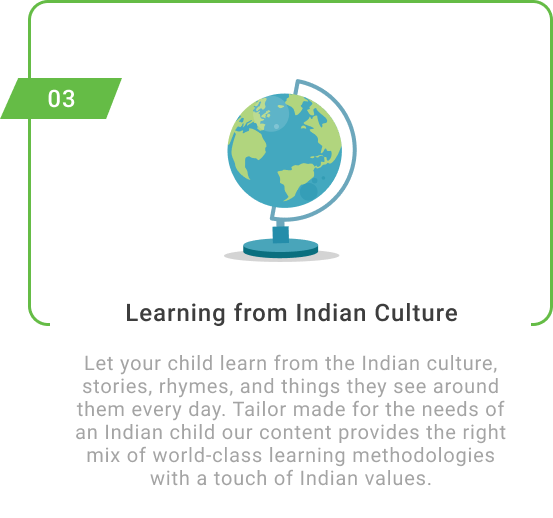 03
Learning from Indian Culture
Let your child learn from the Indian culture,
stories, rhymes, and things they see around
them every day. Tailor made for the needs of
an Indian child our content provides the right
mix of world-class learning methodologies
with a touch of Indian values.